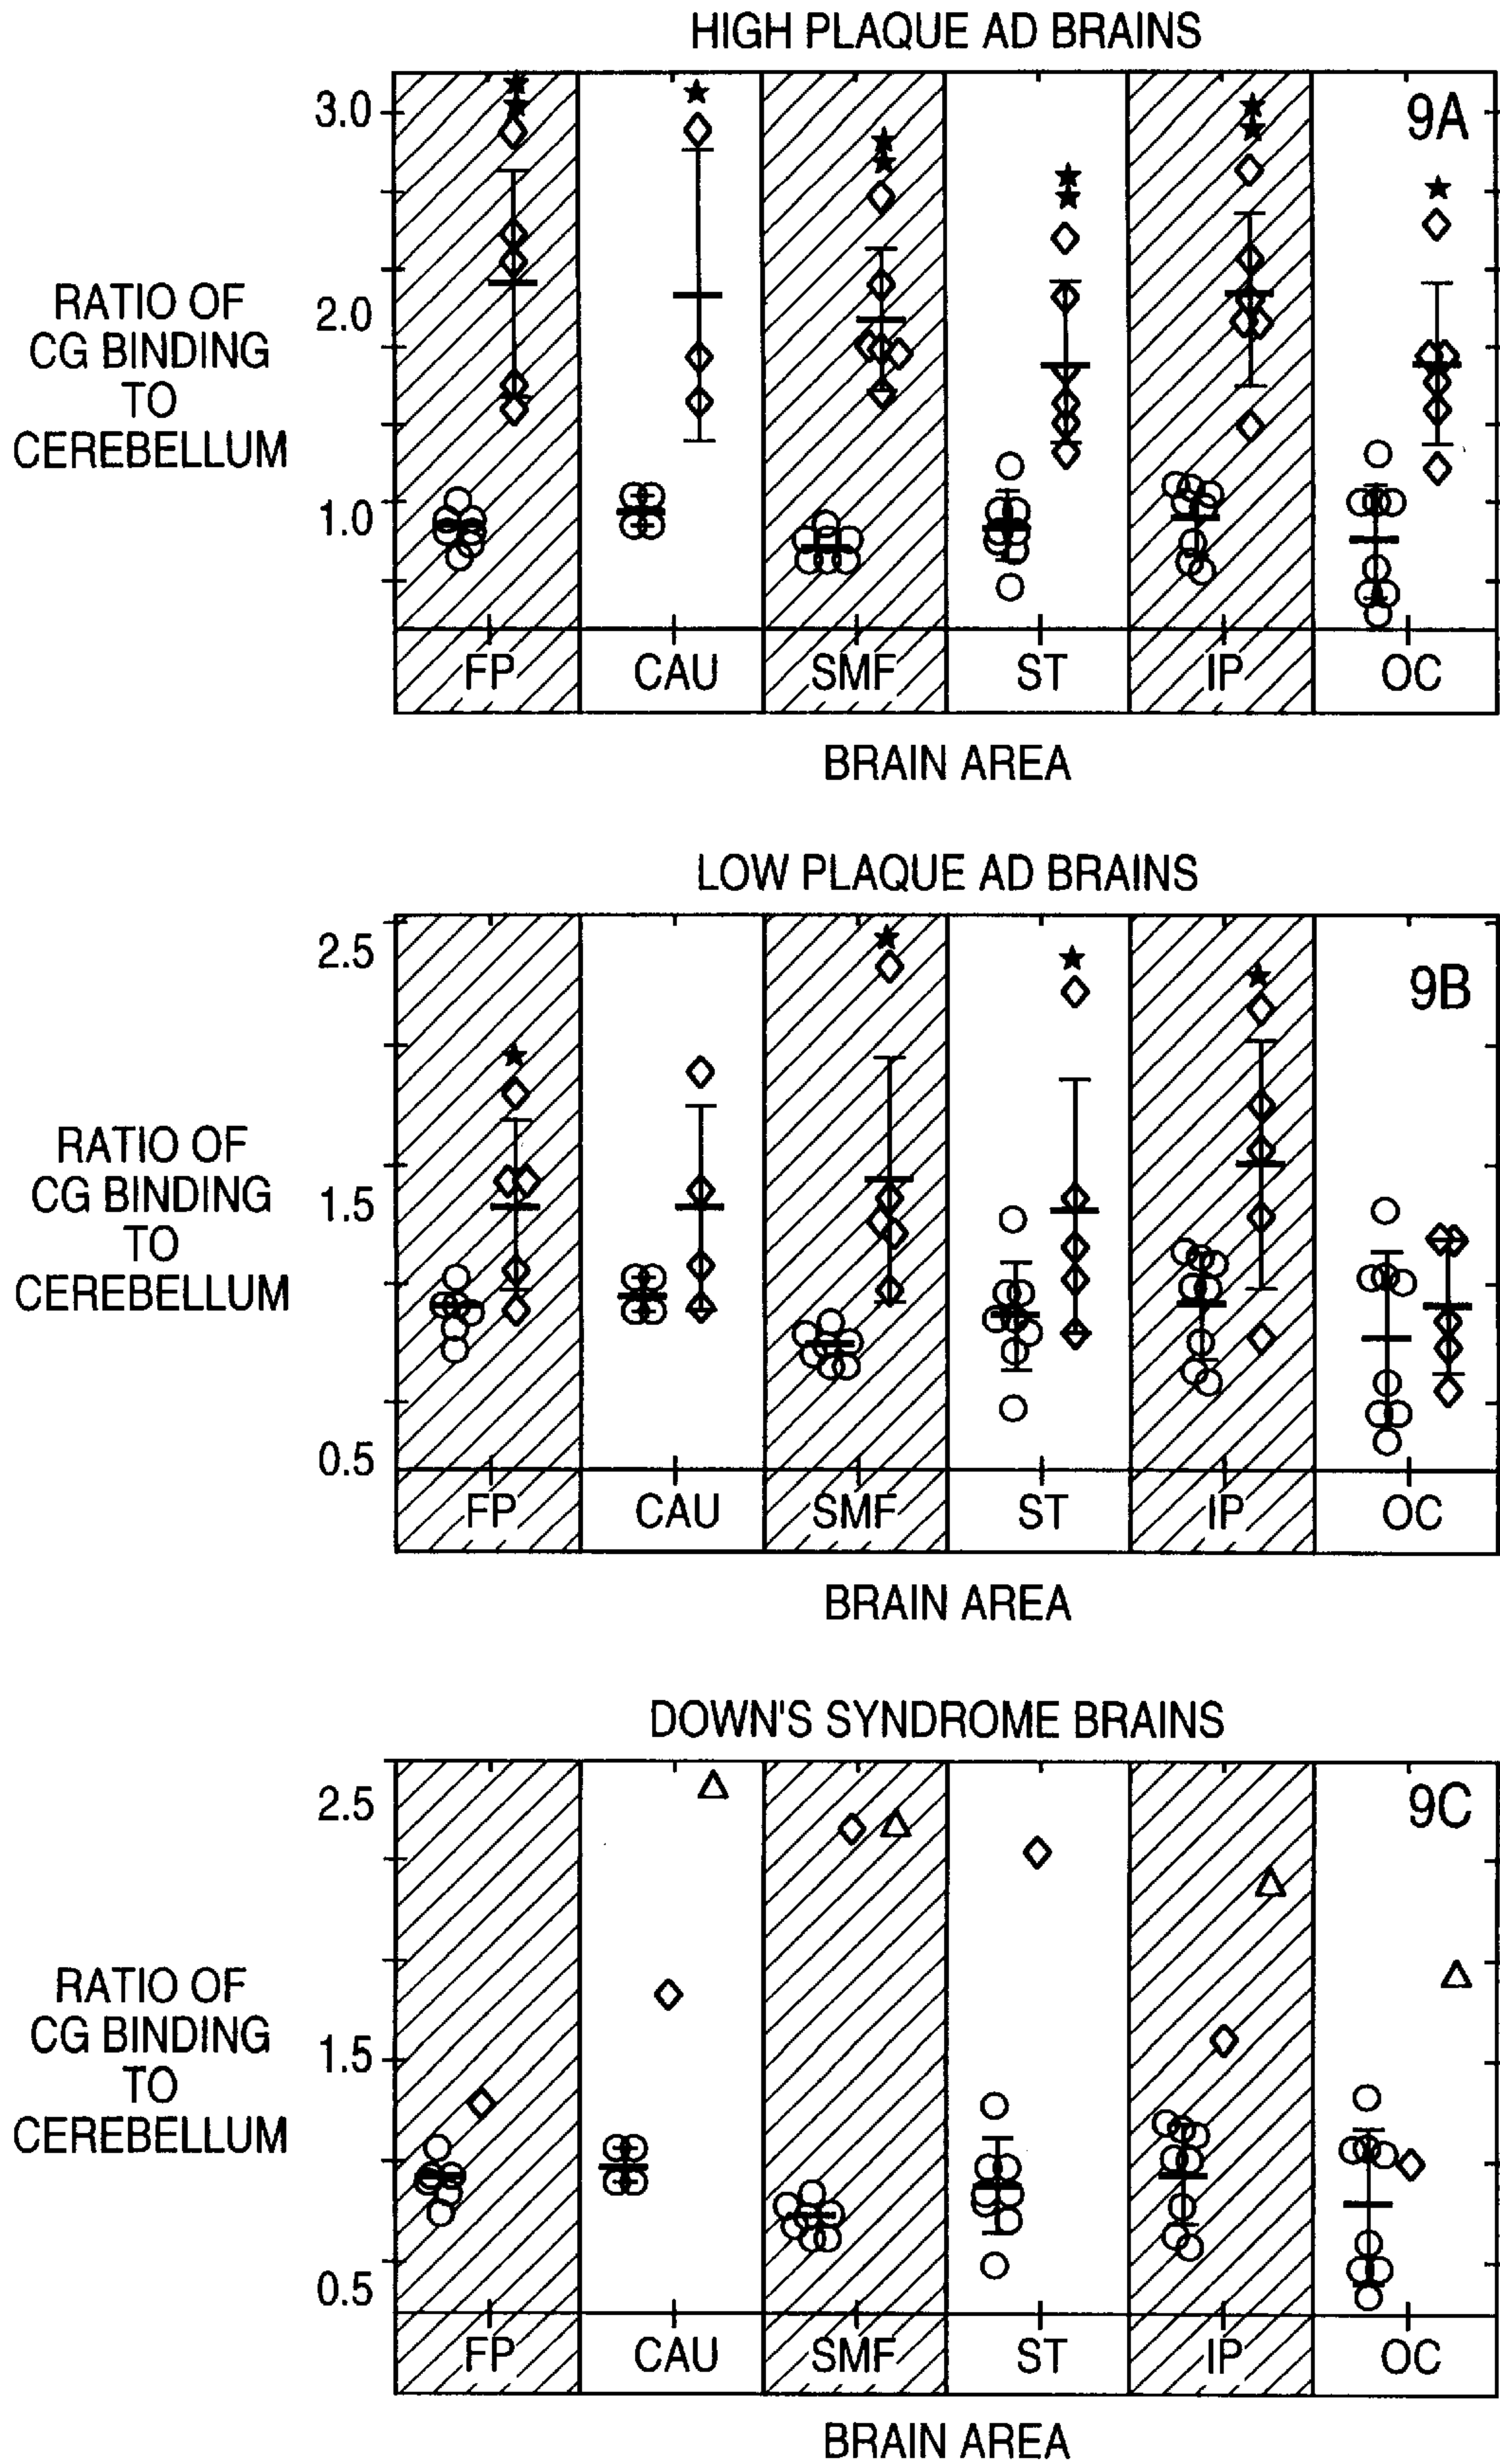 HIGH PLAQUE AD BRAINS
9A
3.0
2.0
1.0
RATIO OF
CG BINDING
TO
CEREBELLUM
FP CAU SMF ST IP OC
BRAIN AREA
LOW PLAQUE AD BRAINS
9B
2.5
1.5
0.5
RATIO OF
CG BINDING
TO
CEREBELLUM
FP CAU SMF ST IP OC
BRAIN AREA
DOWN'S SYNDROME BRAINS
9C
2.5
1.5
0.5
RATIO OF
CG BINDING
TO
CEREBELLUM
FP CAU SMF ST IP OC
BRAIN AREA